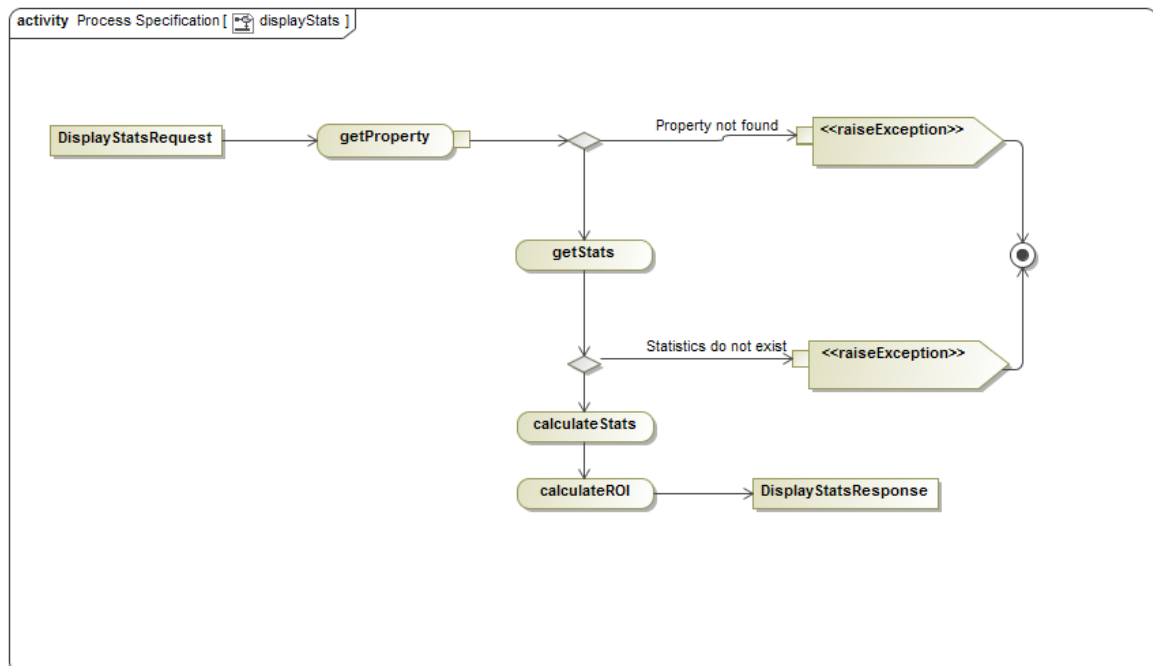 activity Process Specification [ displayStats ]
DisplayStatsRequest
getProperty
Property not found
<<raiseException>>
getStats
Statistics do not exist
<<raiseException>>
calculateStats
calculateROI
DisplayStatsResponse